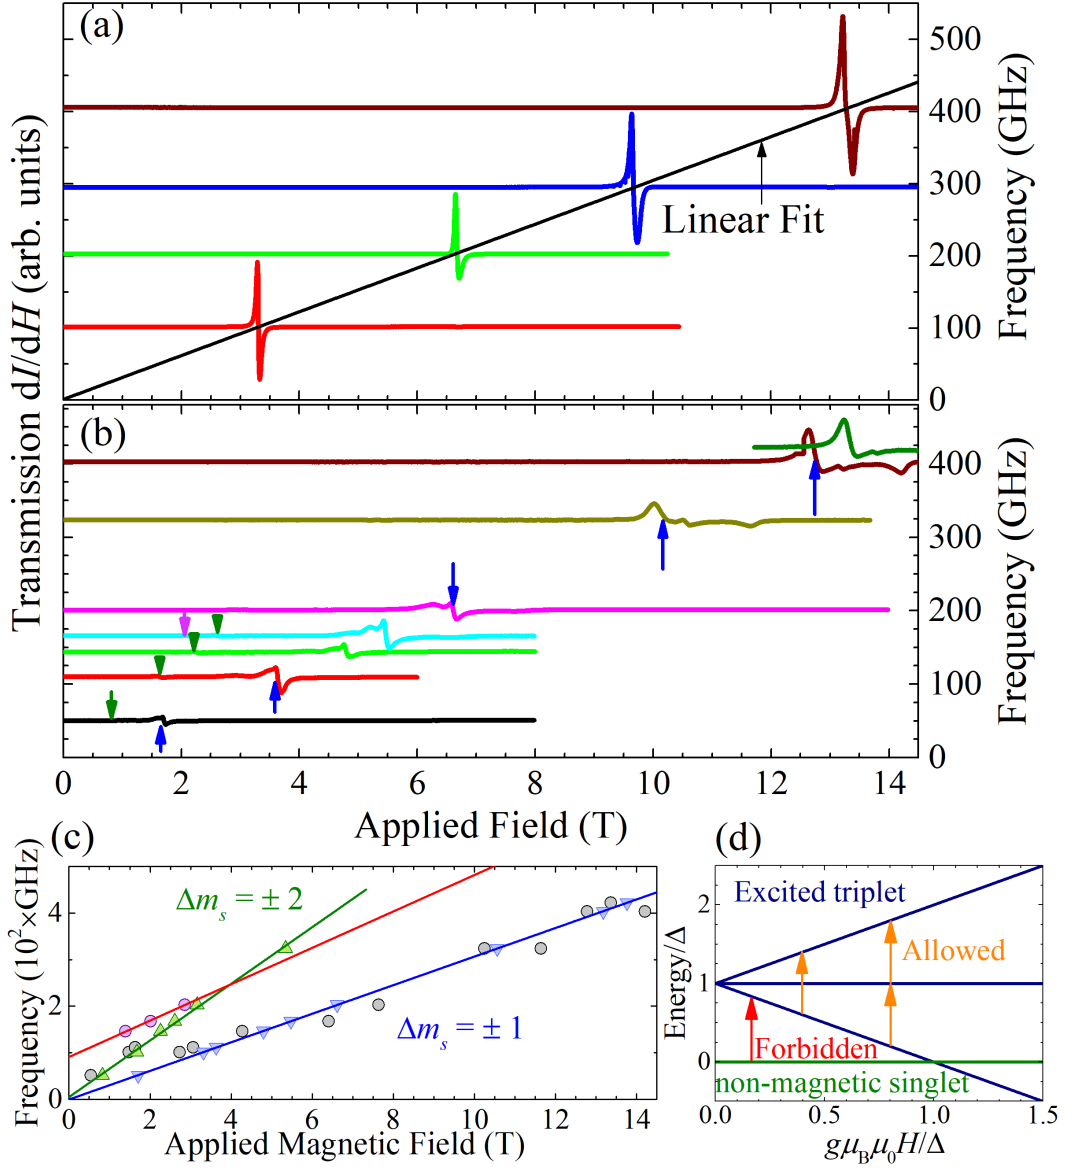 (a)
500
400
300
200
100
0
Linear Fit
Transmission dI/dH (arb. units)
Frequency (GHz)
(b)
400
300
200
100
0
Frequency (GHz)
0 2 4 6 8 10 12 14
Applied Field (T)
(c)
Δm_s = ± 2
Δm_s = ± 1
4
2
0
Frequency (10²×GHz)
0 2 4 6 8 10 12 14
Applied Magnetic Field (T)
(d)
Excited triplet
Allowed
Forbidden
non-magnetic singlet
2
1
0
Energy/Δ
0.0 0.5 1.0 1.5
gμ_Bμ_0H/Δ